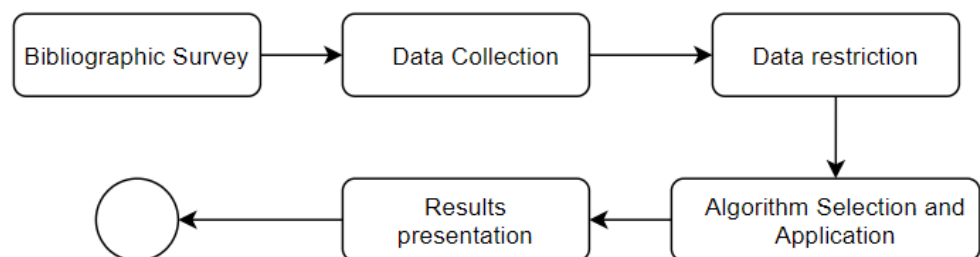 Bibliographic Survey
Data Collection
Data restriction
Algorithm Selection and
Application
Results
presentation